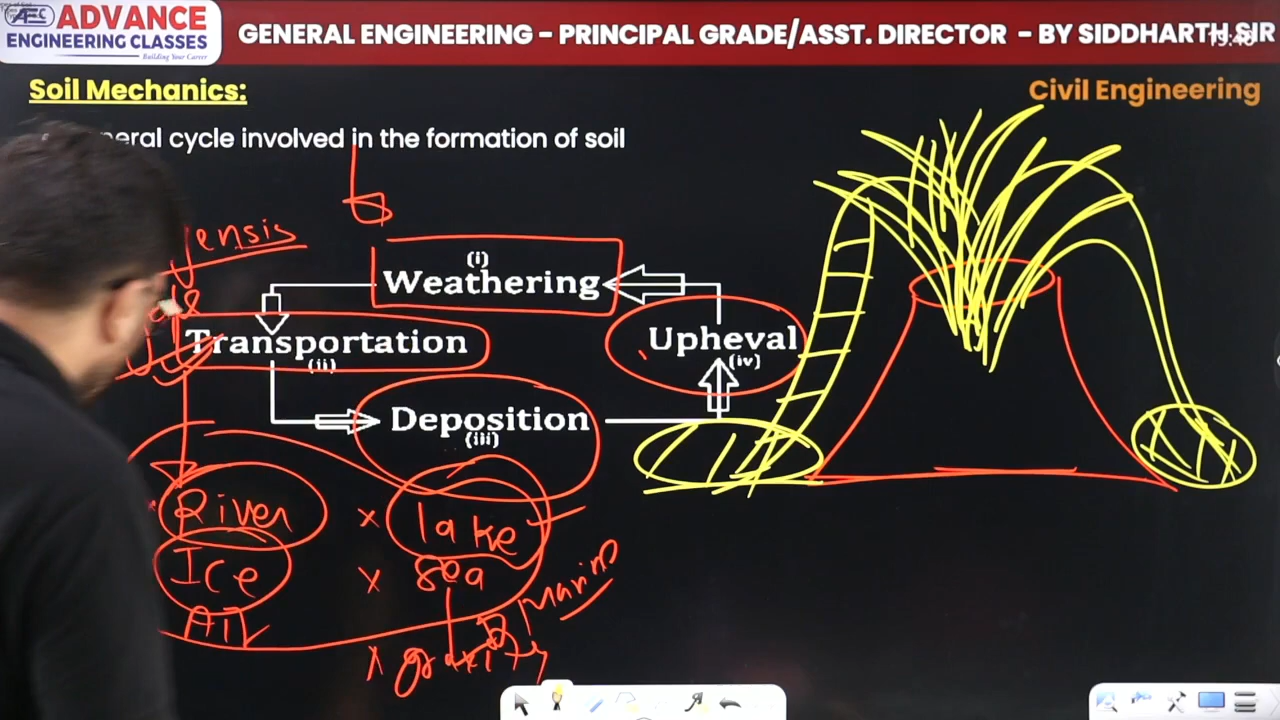 AEC ADVANCE
ENGINEERING CLASSES
Building Your Career
GENERAL ENGINEERING - PRINCIPAL GRADE/ASST. DIRECTOR - BY SIDDHARTH SIR
Soil Mechanics:
Civil Engineering
neral cycle involved in the formation of soil
(i)
Weathering
Transportation
(ii)
Upheval
(iv)
Deposition
(iii)
River x lake
Ice x sea
Marine
Air
x gravity